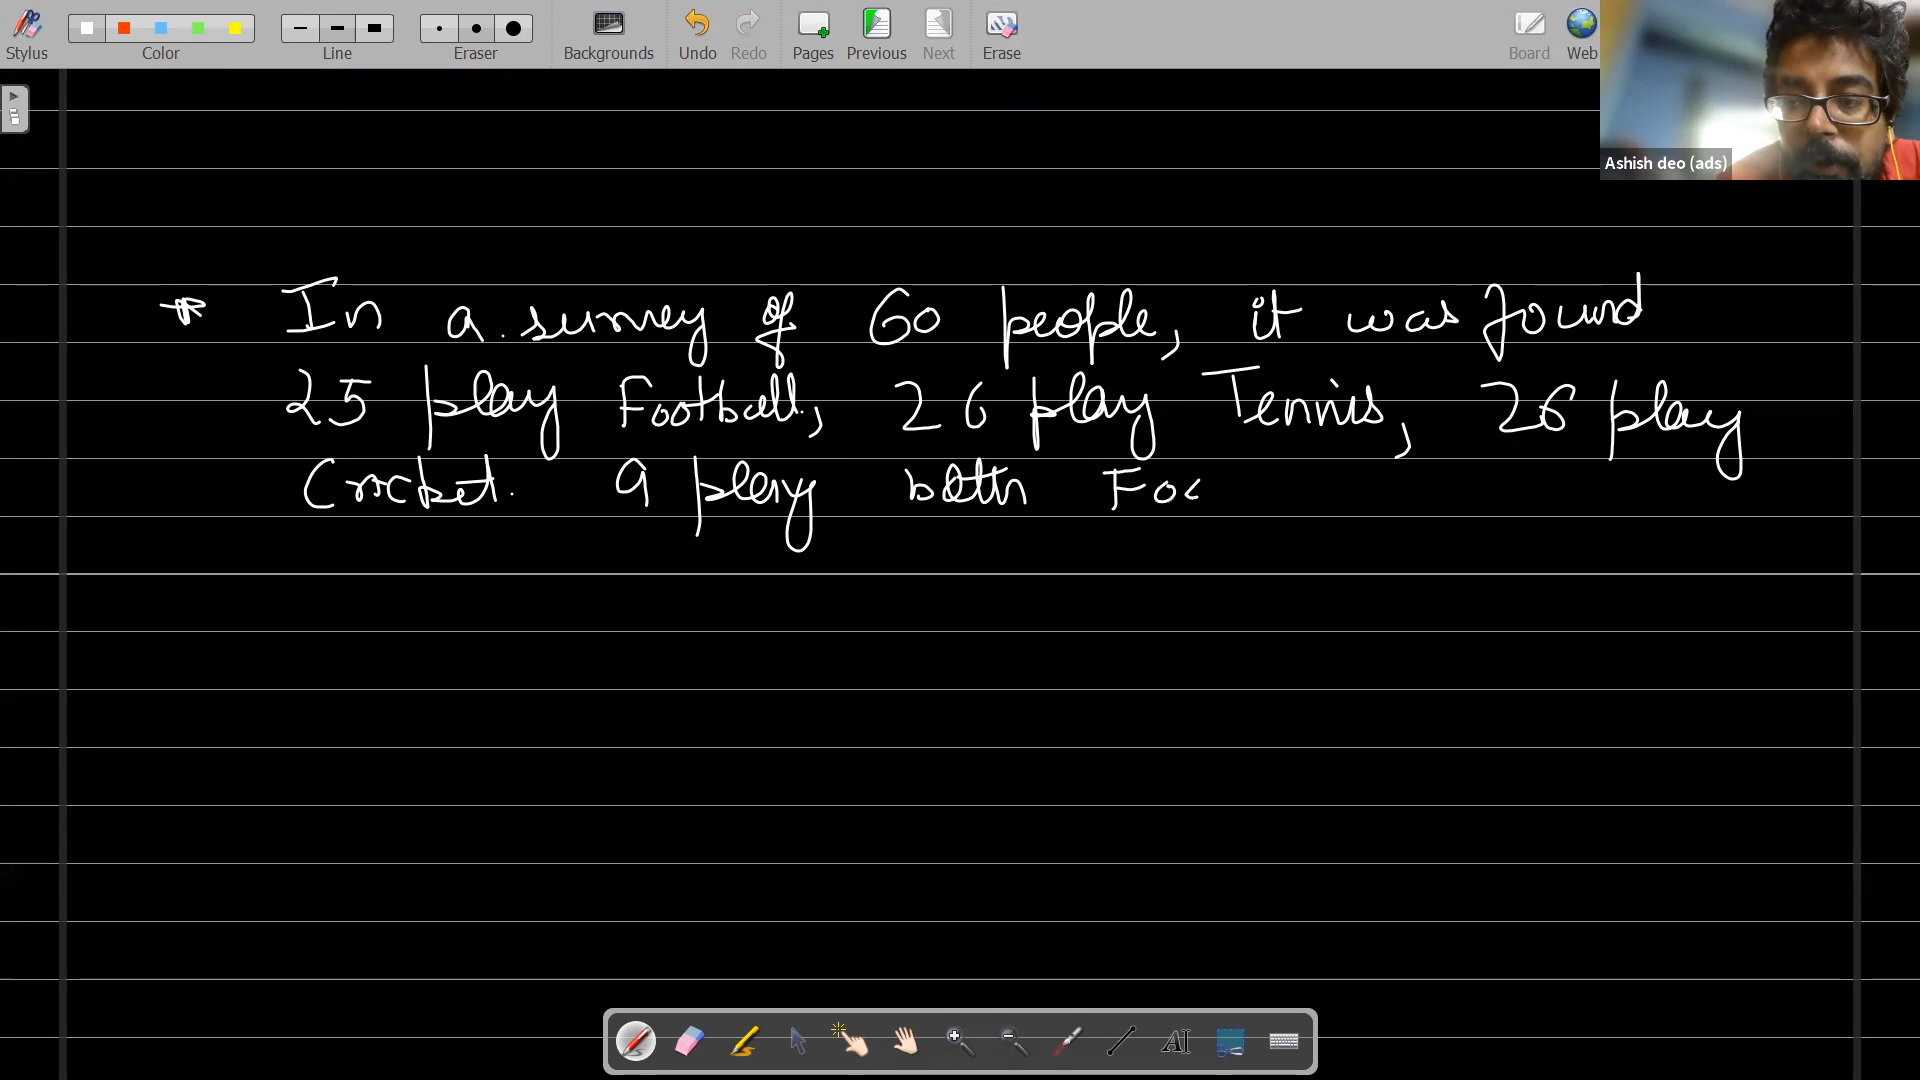 Stylus Color Line Eraser Backgrounds Undo Redo Pages Previous Next Erase Board Web
Ashish deo (ads)
* In a survey of 60 people, it was found
25 play Football, 26 play Tennis, 26 play
Cricket. 9 play both Foo